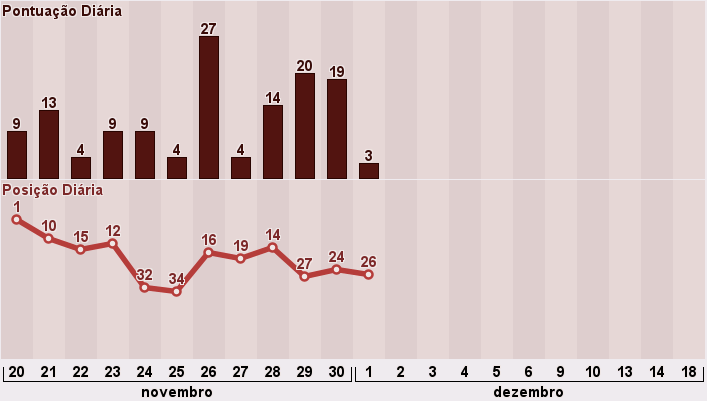 Pontuação Diária
9 13 4 9 9 4 27 4 14 20 19 3
Posição Diária
1 10 15 12 32 34 16 19 14 27 24 26
20 21 22 23 24 25 26 27 28 29 30 1 2 3 4 5 6 9 10 13 14 18
novembro dezembro